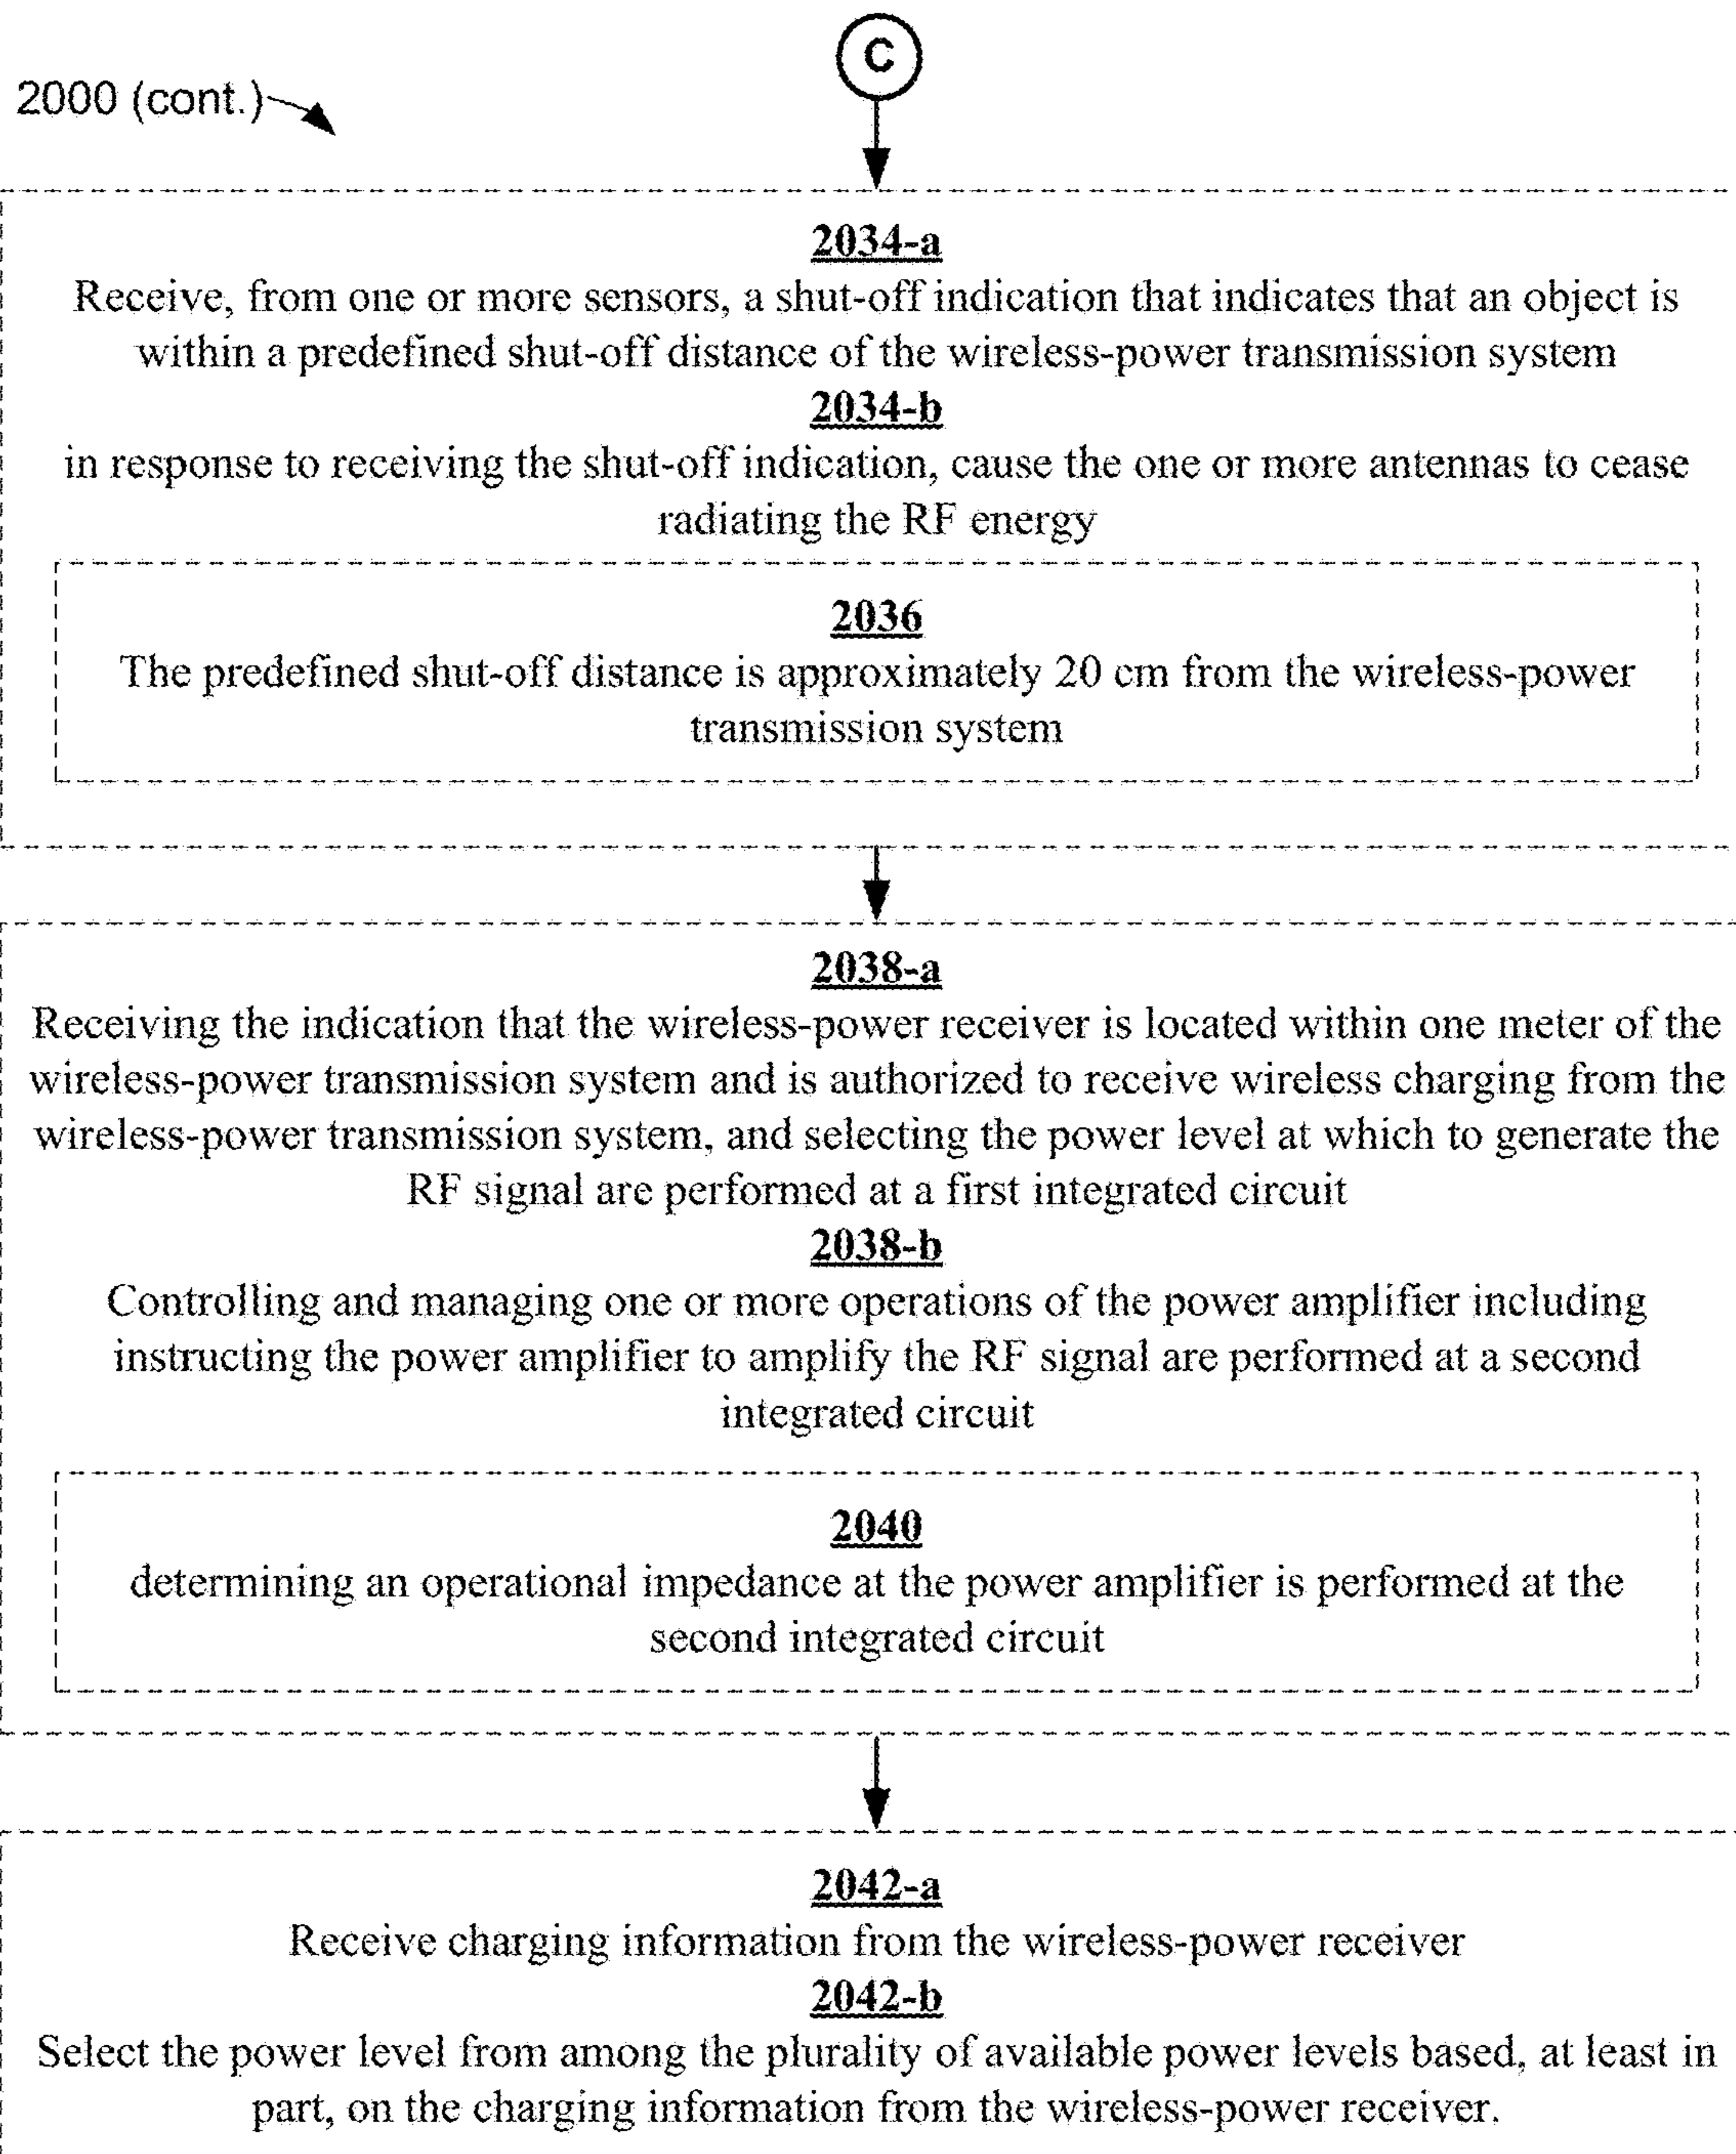 C
2000 (cont.)
2034-a
Receive, from one or more sensors, a shut-off indication that indicates that an object is
within a predefined shut-off distance of the wireless-power transmission system
2034-b
in response to receiving the shut-off indication, cause the one or more antennas to cease
radiating the RF energy
2036
The predefined shut-off distance is approximately 20 cm from the wireless-power
transmission system
2038-a
Receiving the indication that the wireless-power receiver is located within one meter of the
wireless-power transmission system and is authorized to receive wireless charging from the
wireless-power transmission system, and selecting the power level at which to generate the
RF signal are performed at a first integrated circuit
2038-b
Controlling and managing one or more operations of the power amplifier including
instructing the power amplifier to amplify the RF signal are performed at a second
integrated circuit
2040
determining an operational impedance at the power amplifier is performed at the
second integrated circuit
2042-a
Receive charging information from the wireless-power receiver
2042-b
Select the power level from among the plurality of available power levels based, at least in
part, on the charging information from the wireless-power receiver.